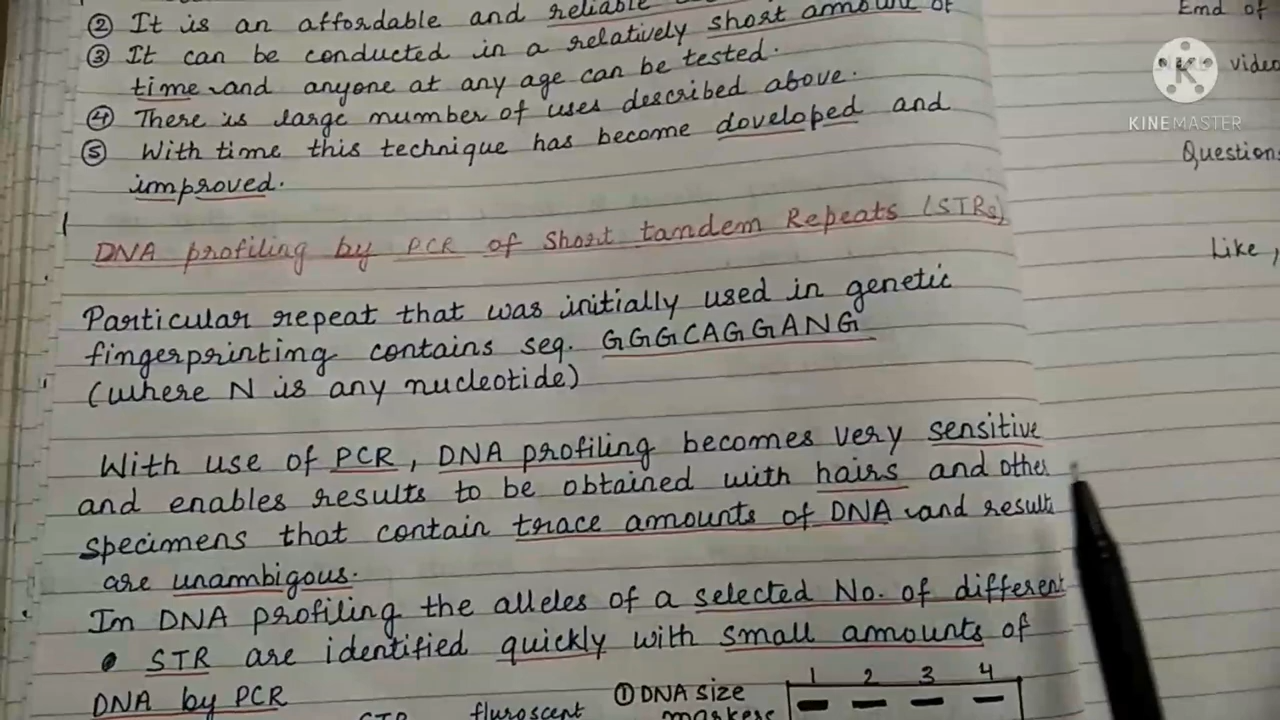 ② It is an affordable and reliable
③ It can be conducted in a relatively short amount of
time and anyone at any age can be tested.
④ There is large number of uses described above.
⑤ With time this technique has become doveloped and
improved.
DNA profiling by PCR of Short tandem Repeats (STRs)
Particular repeat that was initially used in genetic
fingerprinting contains seq. GGGCAGGANG
(where N is any nucleotide)
With use of PCR, DNA profiling becomes very sensitive
and enables results to be obtained with hairs and other
specimens that contain trace amounts of DNA and results
are unambigous.
In DNA profiling the alleles of a selected No. of different
• STR are identified quickly with small amounts of
DNA by PCR
STR fluroscent
① DNA size
markers
1 2 3 4
End of
video
Question
Like,
K
KINEMASTER